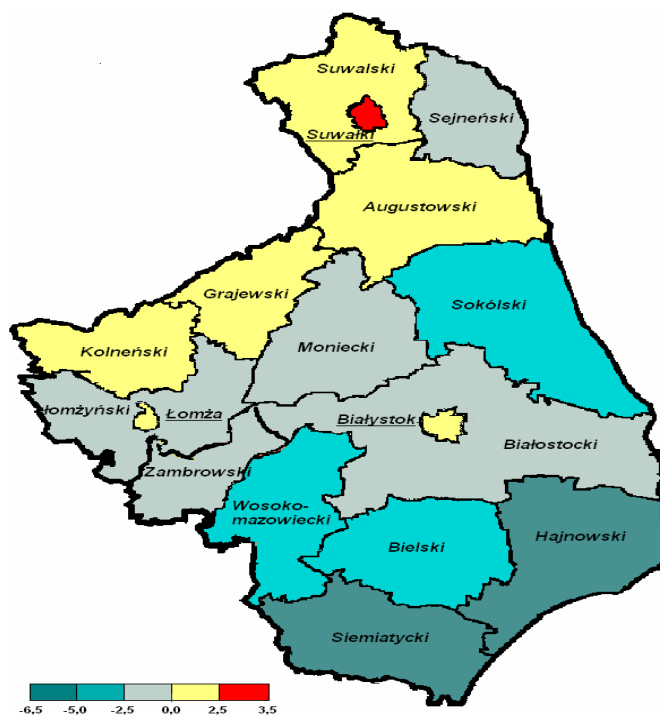 Suwalski
Sejneński
Suwałki
Augustowski
Grajewski
Sokólski
Kolneński
Moniecki
łomżyński
Łomża
Białystok
Białostocki
Zambrowski
Wosoko-
mazowiecki
Hajnowski
Bielski
Siemiatycki
-6,5 -5,0 -2,5 0,0 2,5 3,5